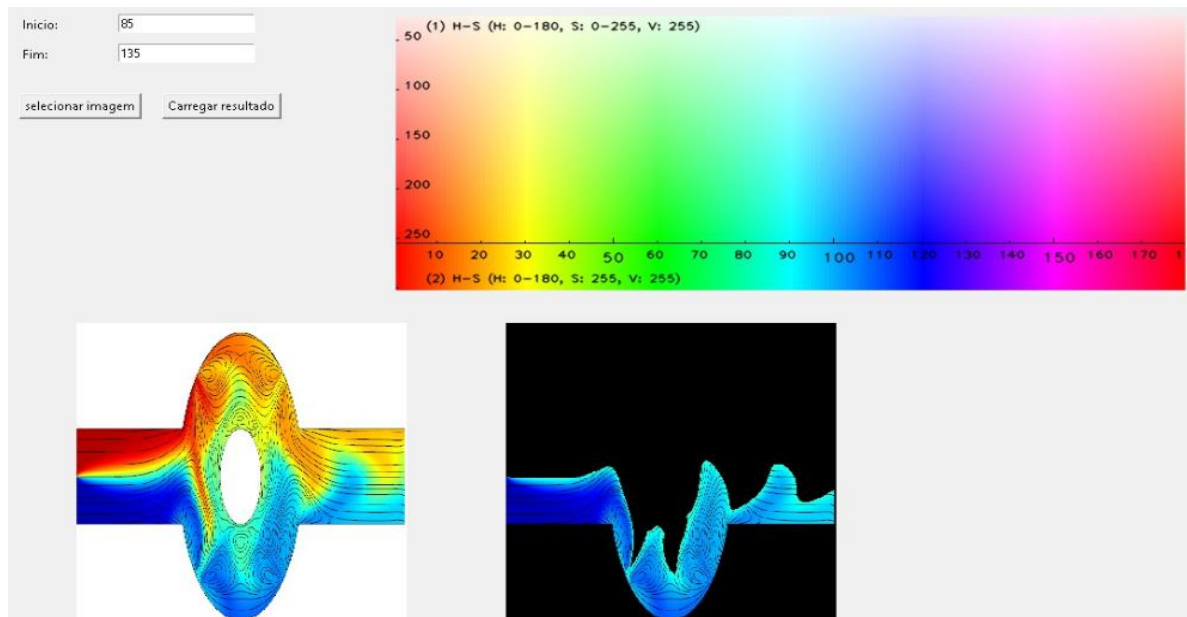 Inicio:
85
Fim:
135
selecionar imagem
Carregar resultado
(1) H-S (H: 0-180, S: 0-255, V: 255)
50
100
150
200
250
10 20 30 40 50 60 70 80 90 100 110 120 130 140 150 160 170 1
(2) H-S (H: 0-180, S: 255, V: 255)